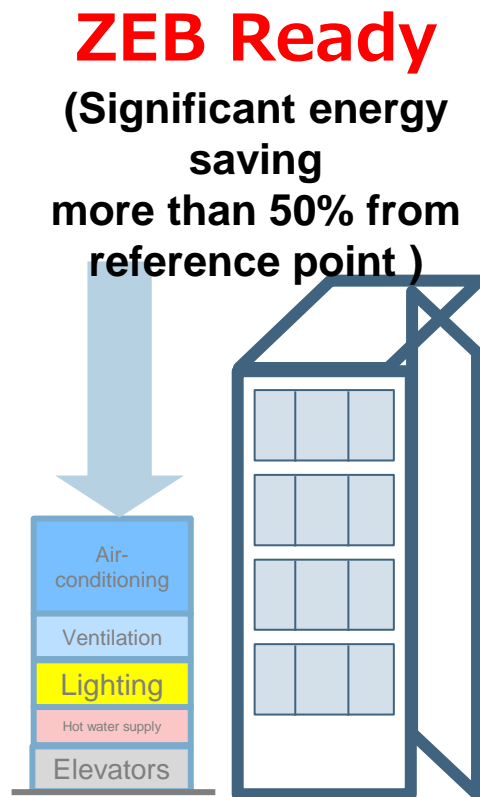 ZEB Ready
(Significant energy
saving
more than 50% from
reference point )
Air-
conditioning
Ventilation
Lighting
Hot water supply
Elevators